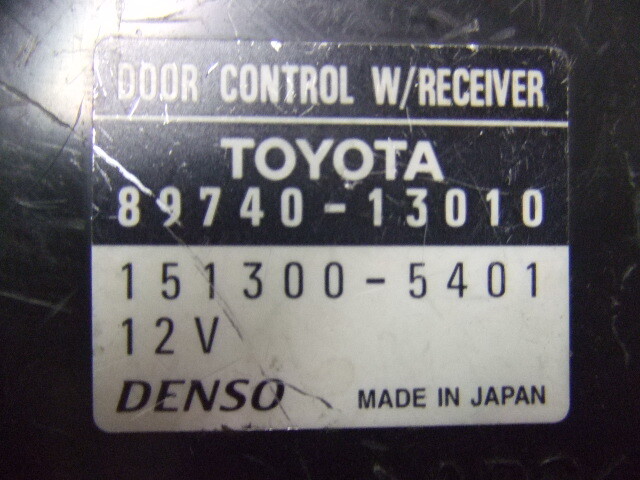 DOOR CONTROL W/RECEIVER
TOYOTA
89740-13010
151300-5401
12V
DENSO MADE IN JAPAN